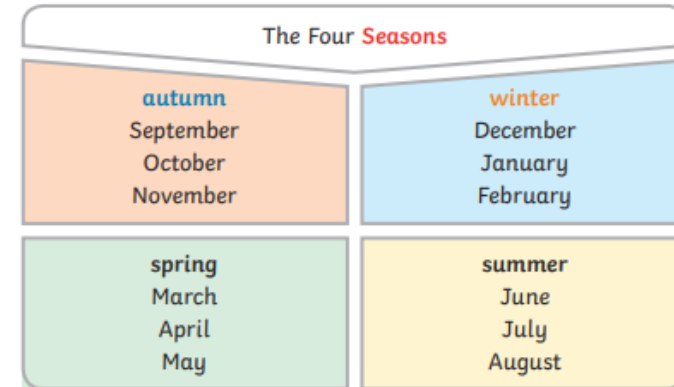 The Four Seasons
autumn
September
October
November
winter
December
January
February
spring
March
April
May
summer
June
July
August